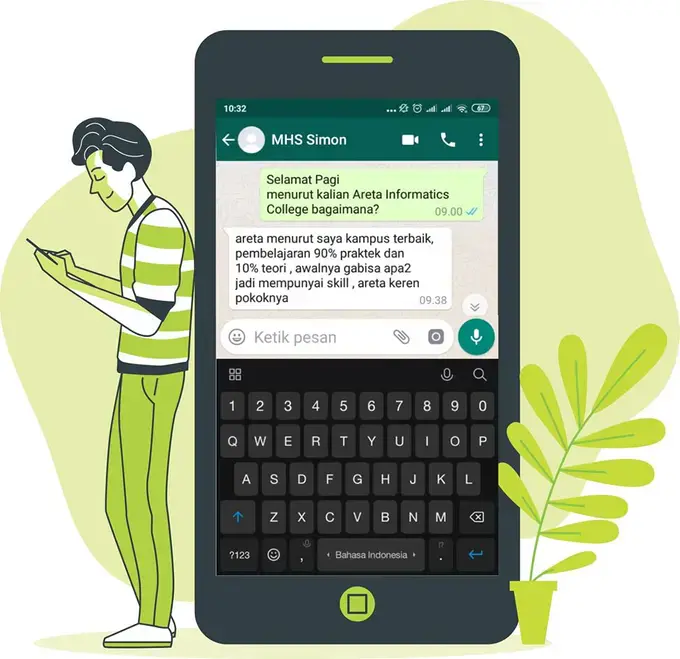 10:32
67
MHS Simon
Selamat Pagi
menurut kalian Areta Informatics
College bagaimana?
09.00
areta menurut saya kampus terbaik,
pembelajaran 90% praktek dan
10% teori , awalnya gabisa apa2
jadi mempunyai skill , areta keren
pokoknya
09.38
Ketik pesan
1 2 3 4 5 6 7 8 9 0
Q W E R T Y U I O P
A S D F G H J K L
Z X C V B N M
?123 , Bahasa Indonesia .